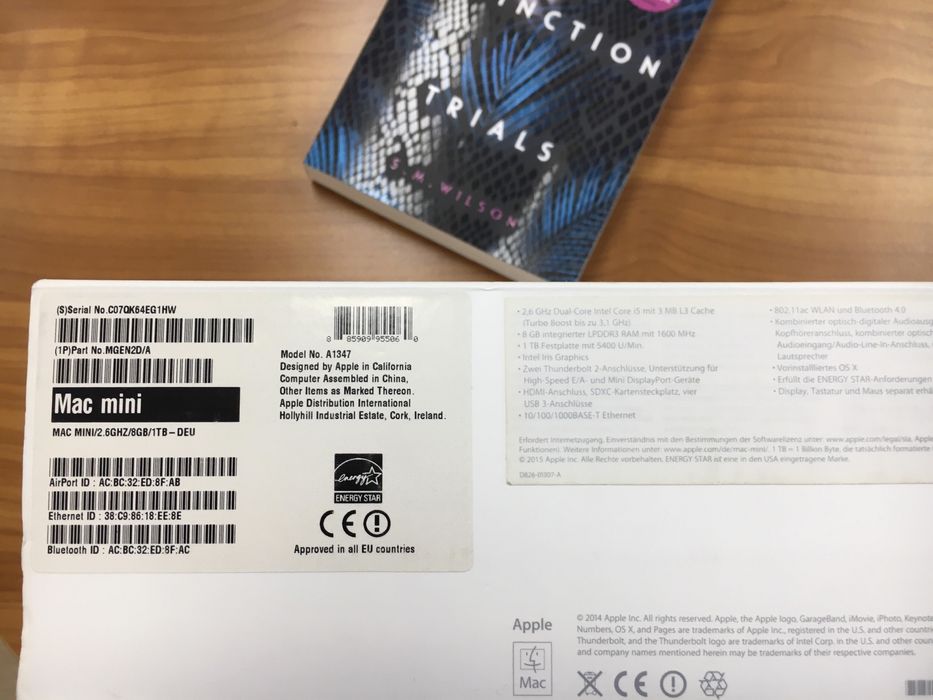 INCTION
TRIALS
S. M. WILSON
(S)Serial No.C07QK64EG1HW
(1P)Part No.MGEN2D/A
Mac mini
MAC MINI/2.6GHZ/8GB/1TB-DEU
AirPort ID : AC:BC:32:ED:8F:AB
Ethernet ID : 38:C9:86:18:EE:8E
Bluetooth ID : AC:BC:32:ED:8F:AC
8 85909 95506 0
Model No. A1347
Designed by Apple in California
Computer Assembled in China,
Other Items as Marked Thereon.
Apple Distribution International
Hollyhill Industrial Estate, Cork, Ireland.
energy
ENERGY STAR
CE
Approved in all EU countries
• 2,6 GHz Dual-Core Intel Core i5 mit 3 MB L3 Cache
(Turbo Boost bis zu 3,1 GHz)
• 8 GB integrierter LPDDR3 RAM mit 1600 MHz
• 1 TB Festplatte mit 5400 U/Min.
• Intel Iris Graphics
• Zwei Thunderbolt 2-Anschlüsse, Unterstützung für
High-Speed E/A- und Mini DisplayPort-Geräte
• HDMI-Anschluss, SDXC-Kartensteckplatz, vier
USB 3-Anschlüsse
• 10/100/1000BASE-T Ethernet
• 802.11ac WLAN und Bluetooth 4.0
• Kombinierter optisch-digitaler Audioausg
Kopfhöreranschluss, kombinierter optisch
Audioeingang/Audio-Line-In-Anschluss,
Lautsprecher
• Vorinstalliertes OS X
• Erfüllt die ENERGY STAR-Anforderungen
• Display, Tastatur und Maus separat erhä
Erfordert Internetzugang. Einverständnis mit den Bestimmungen der Softwarelizenz unter: www.apple.com/legal/sla, Apple
Funktionen). Weitere Informationen unter: www.apple.com/de/mac-mini/. 1 TB = 1 Billion Byte, die tatsächlich formatierte
© 2015 Apple Inc. Alle Rechte vorbehalten. ENERGY STAR ist eine in den USA eingetragene Marke.
D826-01007-A
Apple
Mac
© 2014 Apple Inc. All rights reserved. Apple, the Apple logo, GarageBand, iMovie, iPhoto, Keynote
Numbers, OS X, and Pages are trademarks of Apple Inc., registered in the U.S. and other countri
Thunderbolt, and the Thunderbolt logo are trademarks of Intel Corp. in the U.S. and other coun
and company names mentioned herein may be trademarks of their respective companies.
CE